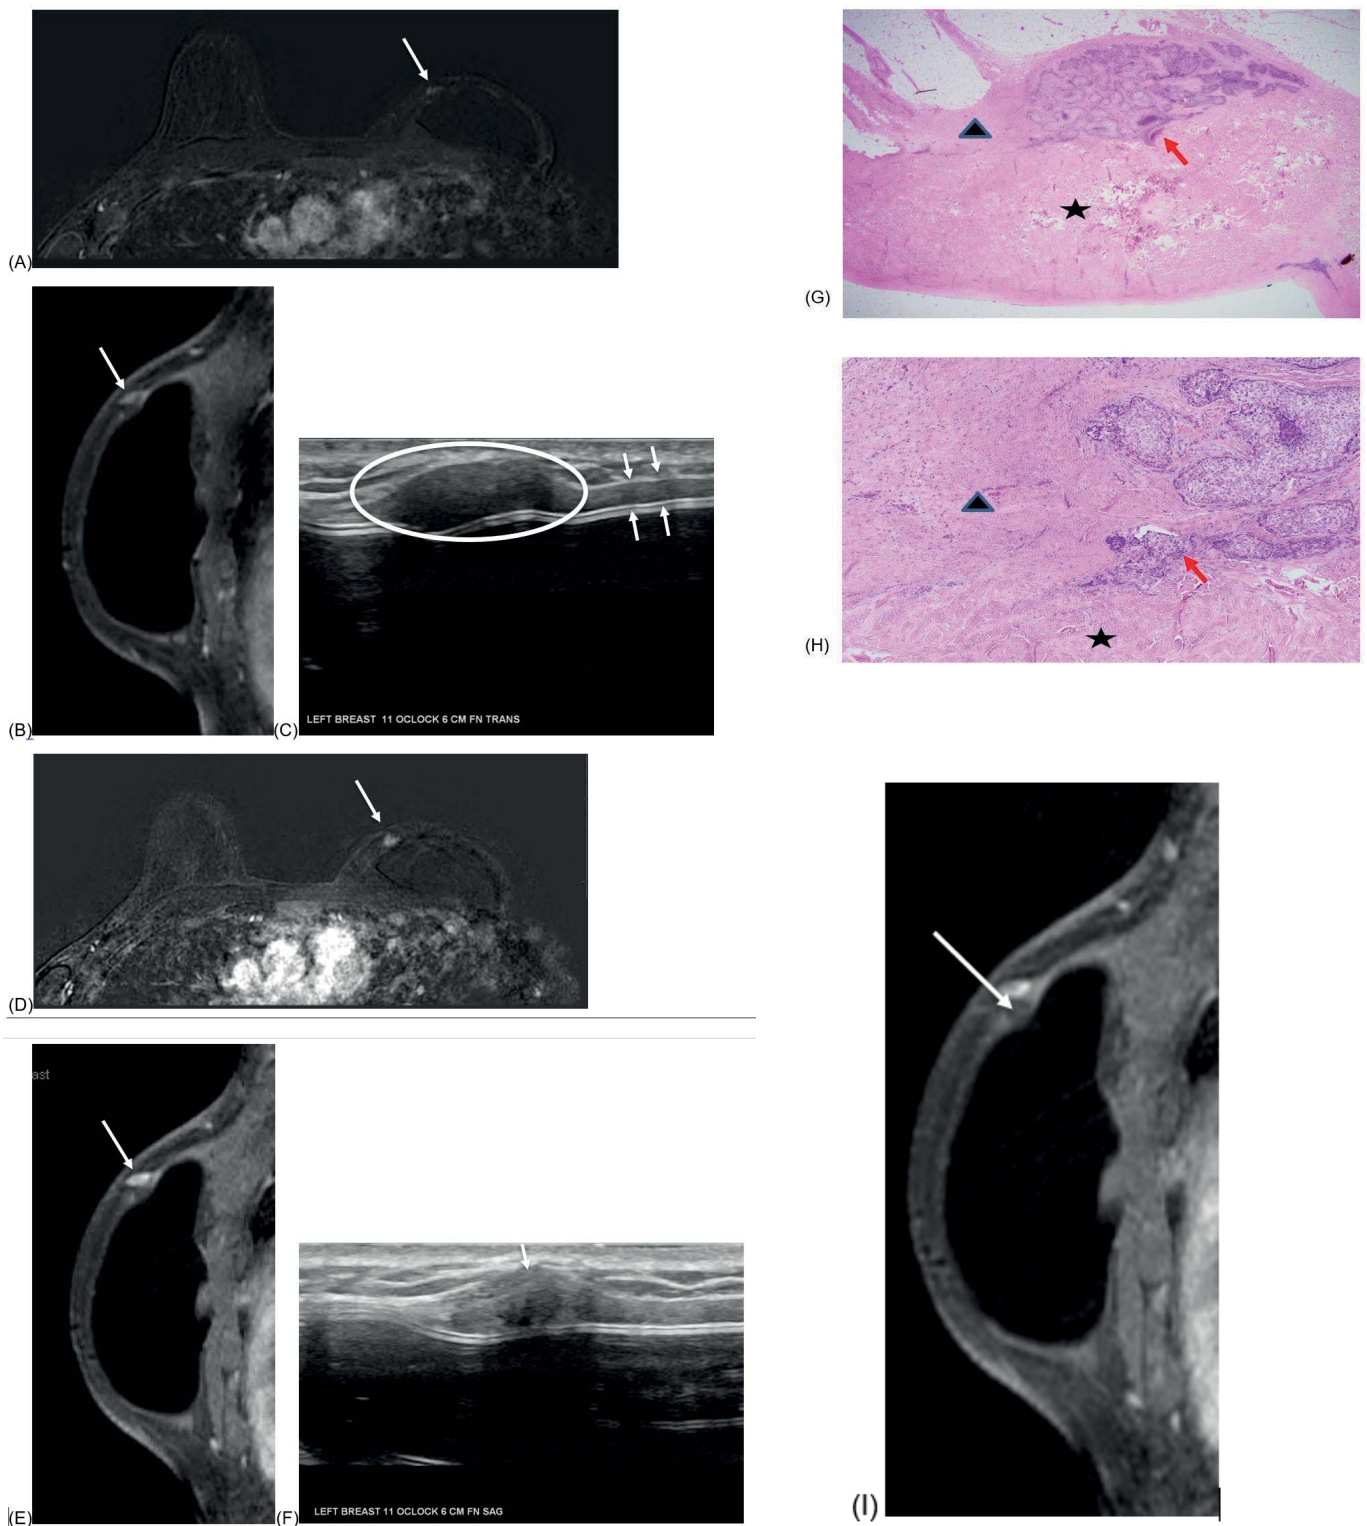 (A)
(B)
(C)
LEFT BREAST 11 OCLOCK 6 CM FN TRANS
(D)
ast
(E)
(F)
LEFT BREAST 11 OCLOCK 6 CM FN SAG
(G)
(H)
(I)